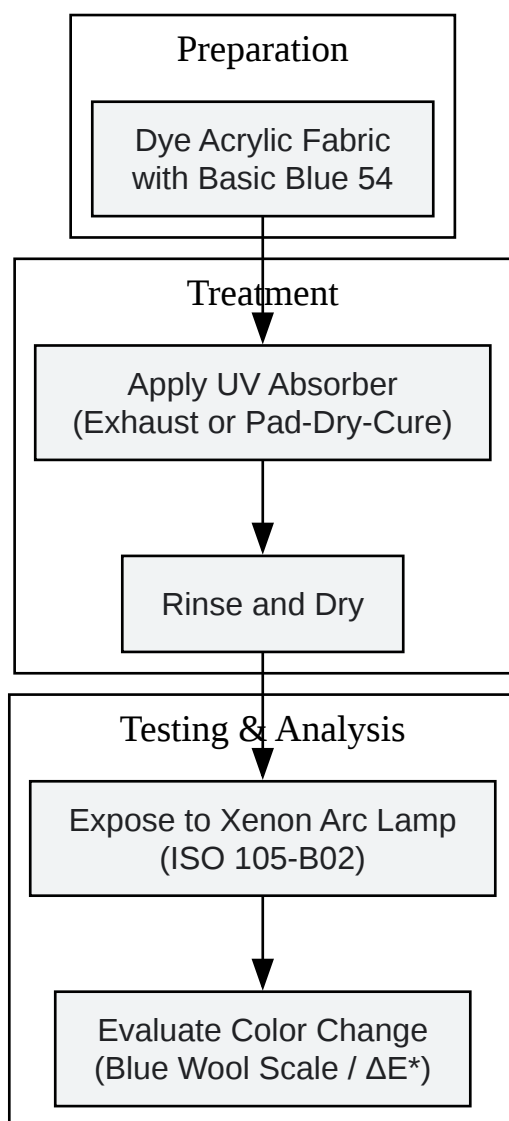 Preparation
Dye Acrylic Fabric
with Basic Blue 54
Treatment
Apply UV Absorber
(Exhaust or Pad-Dry-Cure)
Rinse and Dry
Testing & Analysis
Expose to Xenon Arc Lamp
(ISO 105-B02)
Evaluate Color Change
(Blue Wool Scale / ΔE*)